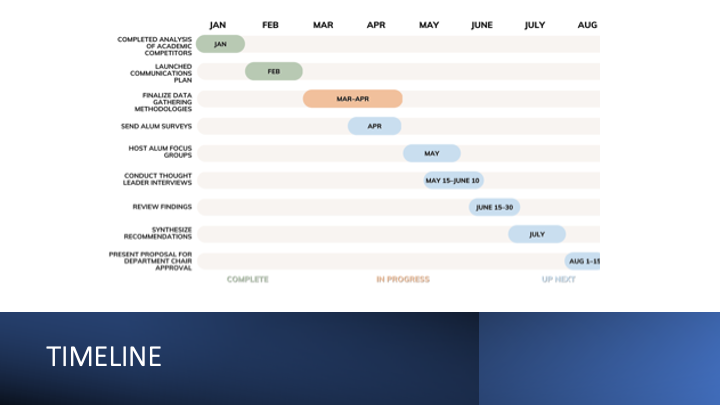 JAN FEB MAR APR MAY JUNE JULY AUG
COMPLETED ANALYSIS
OF ACADEMIC
COMPETITORS
JAN
LAUNCHED
COMMUNICATIONS
PLAN
FEB
FINALIZE DATA
GATHERING
METHODOLOGIES
MAR–APR
SEND ALUM SURVEYS
APR
HOST ALUM FOCUS
GROUPS
MAY
CONDUCT THOUGHT
LEADER INTERVIEWS
MAY 15–JUNE 10
REVIEW FINDINGS
JUNE 15–30
SYNTHESIZE
RECOMMENDATIONS
JULY
PRESENT PROPOSAL FOR
DEPARTMENT CHAIR
APPROVAL
AUG 1–15
COMPLETE IN PROGRESS UP NEXT
TIMELINE